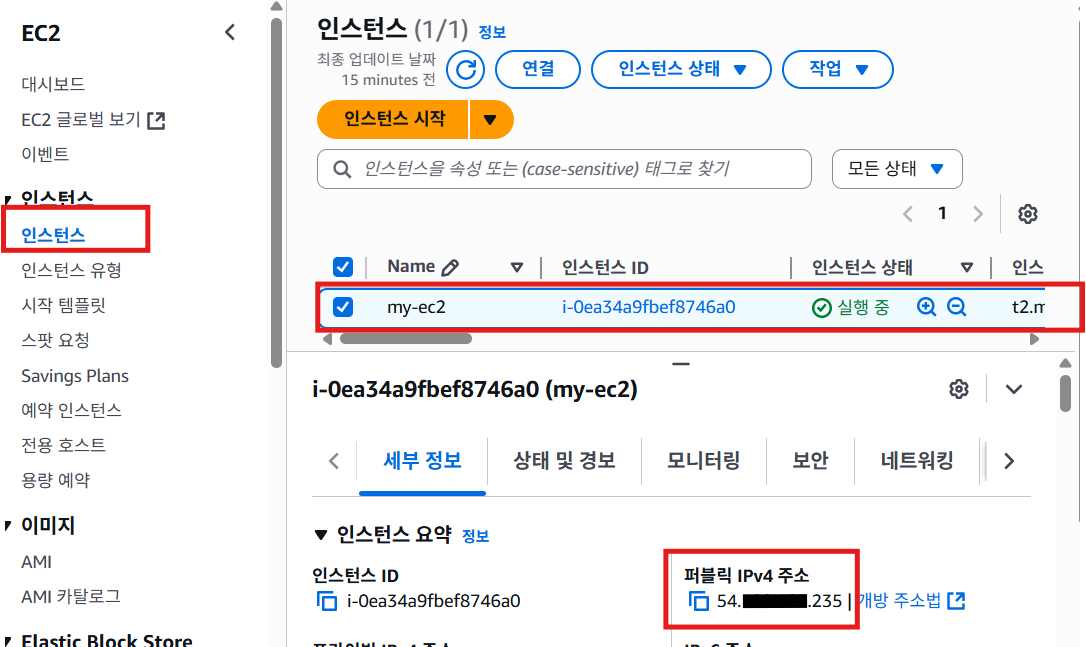 EC2
대시보드
EC2 글로벌 보기
이벤트
인스턴스
인스턴스
인스턴스 유형
시작 템플릿
스팟 요청
Savings Plans
예약 인스턴스
전용 호스트
용량 예약
이미지
AMI
AMI 카탈로그
Elastic Block Store
인스턴스 (1/1) 정보
최종 업데이트 날짜
15 minutes 전
연결
인스턴스 상태
작업
인스턴스 시작
인스턴스을 속성 또는 (case-sensitive) 태그로 찾기
모든 상태
1
Name 인스턴스 ID 인스턴스 상태 인스
my-ec2 i-0ea34a9fbef8746a0 실행 중 t2.m
i-0ea34a9fbef8746a0 (my-ec2)
세부 정보 상태 및 경보 모니터링 보안 네트워킹
인스턴스 요약 정보
인스턴스 ID
i-0ea34a9fbef8746a0
퍼블릭 IPv4 주소
54. .235 | 개방 주소법